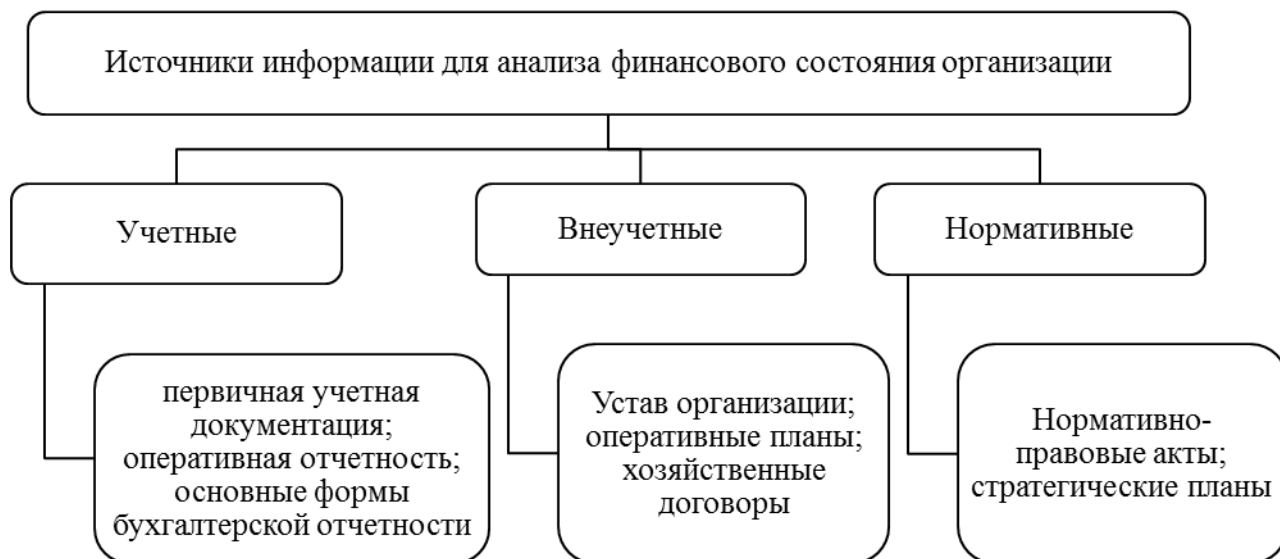 Источники информации для анализа финансового состояния организации
Учетные
Внеучетные
Нормативные
первичная учетная
документация;
оперативная отчетность;
основные формы
бухгалтерской отчетности
Устав организации;
оперативные планы;
хозяйственные
договоры
Нормативно-
правовые акты;
стратегические планы